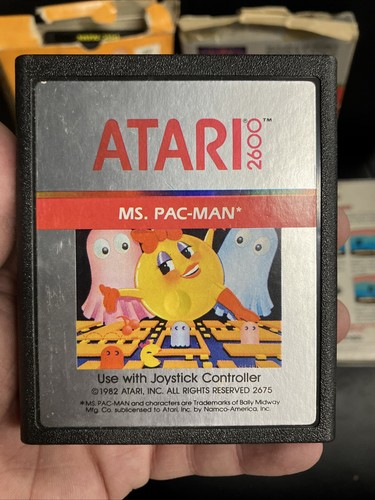 ATARI® 2600™
MS. PAC-MAN*
Use with Joystick Controller
©1982 ATARI, INC. ALL RIGHTS RESERVED 2675
*MS. PAC-MAN and characters are Trademarks of Bally Midway
Mfg. Co. sublicensed to Atari, Inc. by Namco-America, Inc.